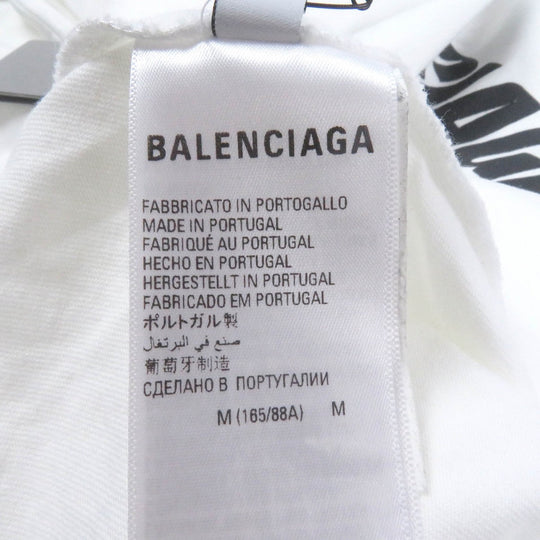 BALENCIAGA
FABBRICATO IN PORTOGALLO
MADE IN PORTUGAL
FABRIQUÉ AU PORTUGAL
HECHO EN PORTUGAL
HERGESTELLT IN PORTUGAL
FABRICADO EM PORTUGAL
ポルトガル製
صنع في البرتغال
葡萄牙制造
СДЕЛАНО В ПОРТУГАЛИИ
M (165/88A) M